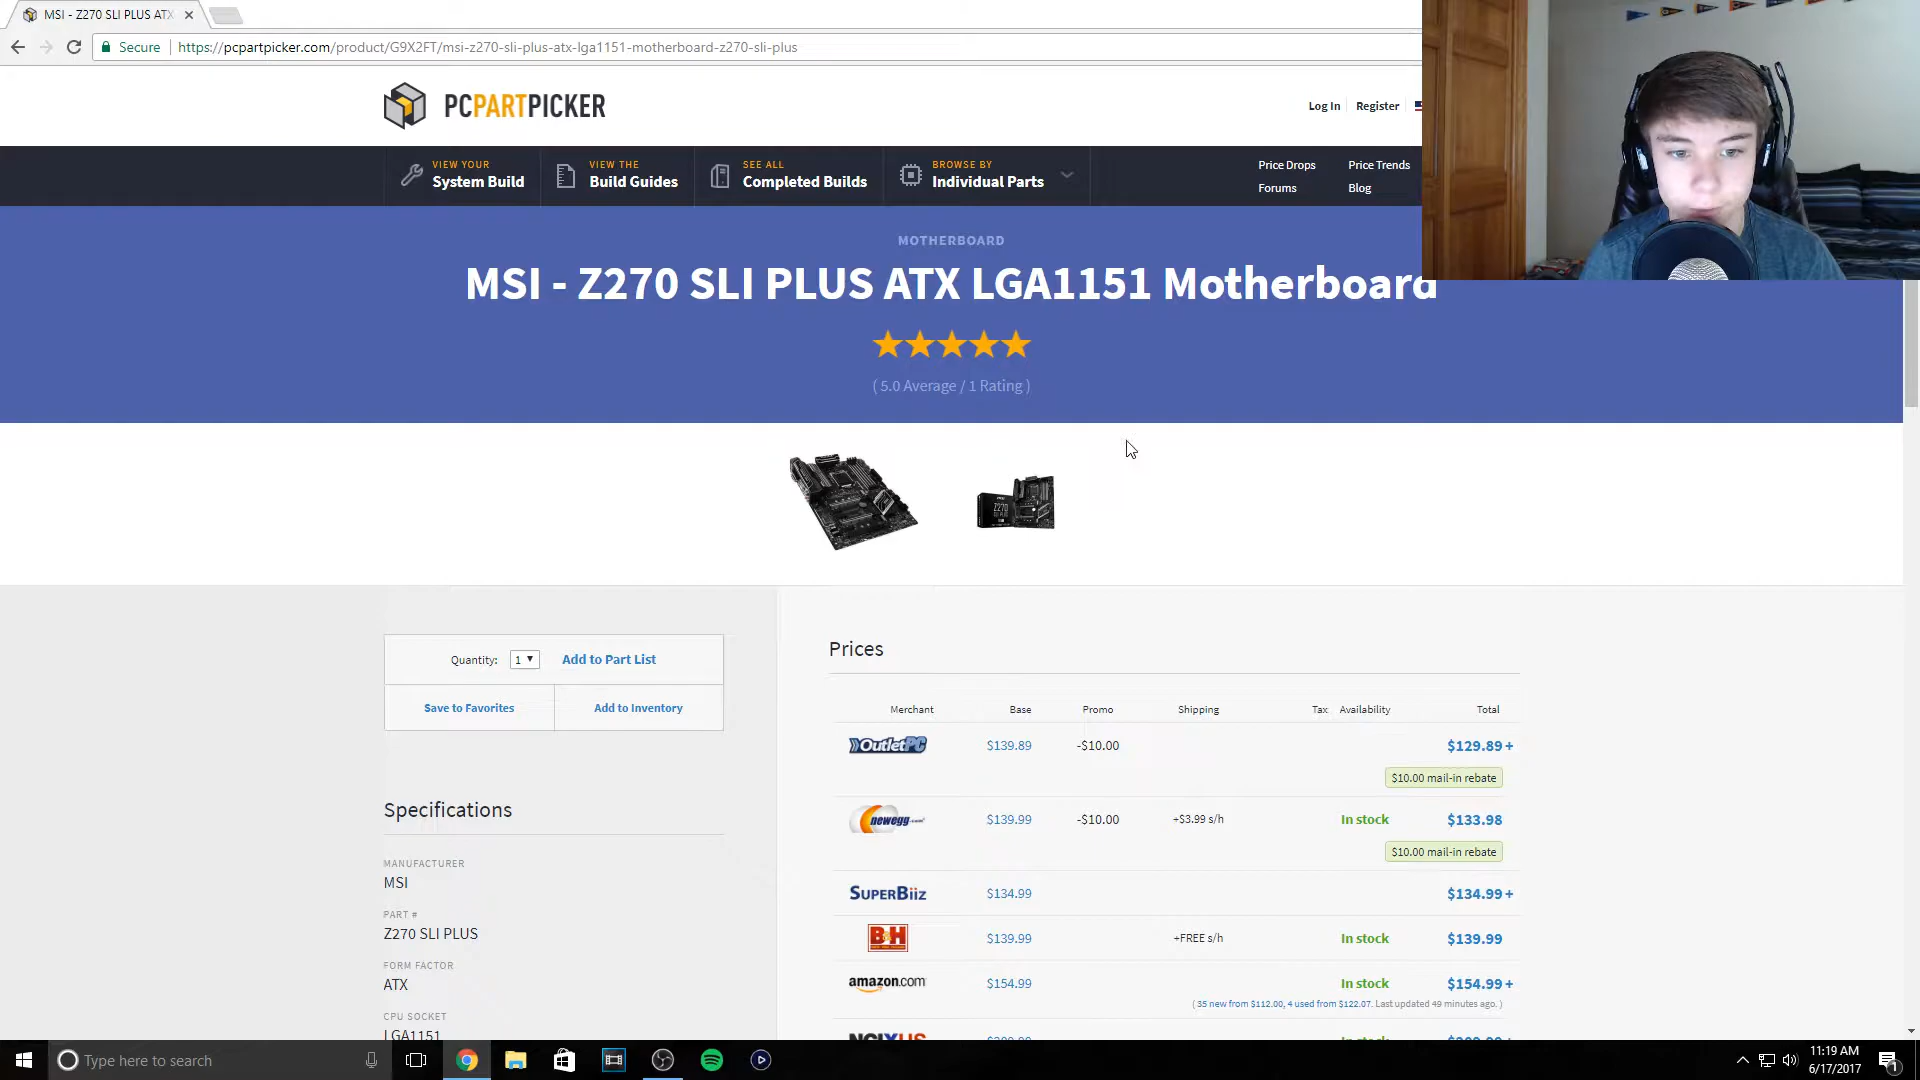 MSI - Z270 SLI PLUS ATX
Secure
https://pcpartpicker.com/product/G9X2FT/msi-z270-sli-plus-atx-lga1151-motherboard-z270-sli-plus
PCPARTPICKER
Log In
Register
VIEW YOUR
System Build
VIEW THE
Build Guides
SEE ALL
Completed Builds
BROWSE BY
Individual Parts
Price Drops
Price Trends
Forums
Blog
MOTHERBOARD
MSI - Z270 SLI PLUS ATX LGA1151 Motherboard
( 5.0 Average / 1 Rating )
Quantity: 1 Add to Part List
Save to Favorites
Add to Inventory
Specifications
MANUFACTURER
MSI
PART #
Z270 SLI PLUS
FORM FACTOR
ATX
CPU SOCKET
LGA1151
Prices
Merchant Base Promo Shipping Tax Availability Total
OutletPC $139.89 -$10.00 $129.89+
$10.00 mail-in rebate
newegg.com $139.99 -$10.00 +$3.99 s/h In stock $133.98
$10.00 mail-in rebate
SUPERBIIZ $134.99 $134.99+
B&H $139.99 +FREE s/h In stock $139.99
amazon.com $154.99 In stock $154.99+
( 35 new from $112.00, 4 used from $122.07. Last updated 49 minutes ago. )
Type here to search
11:19 AM
6/17/2017